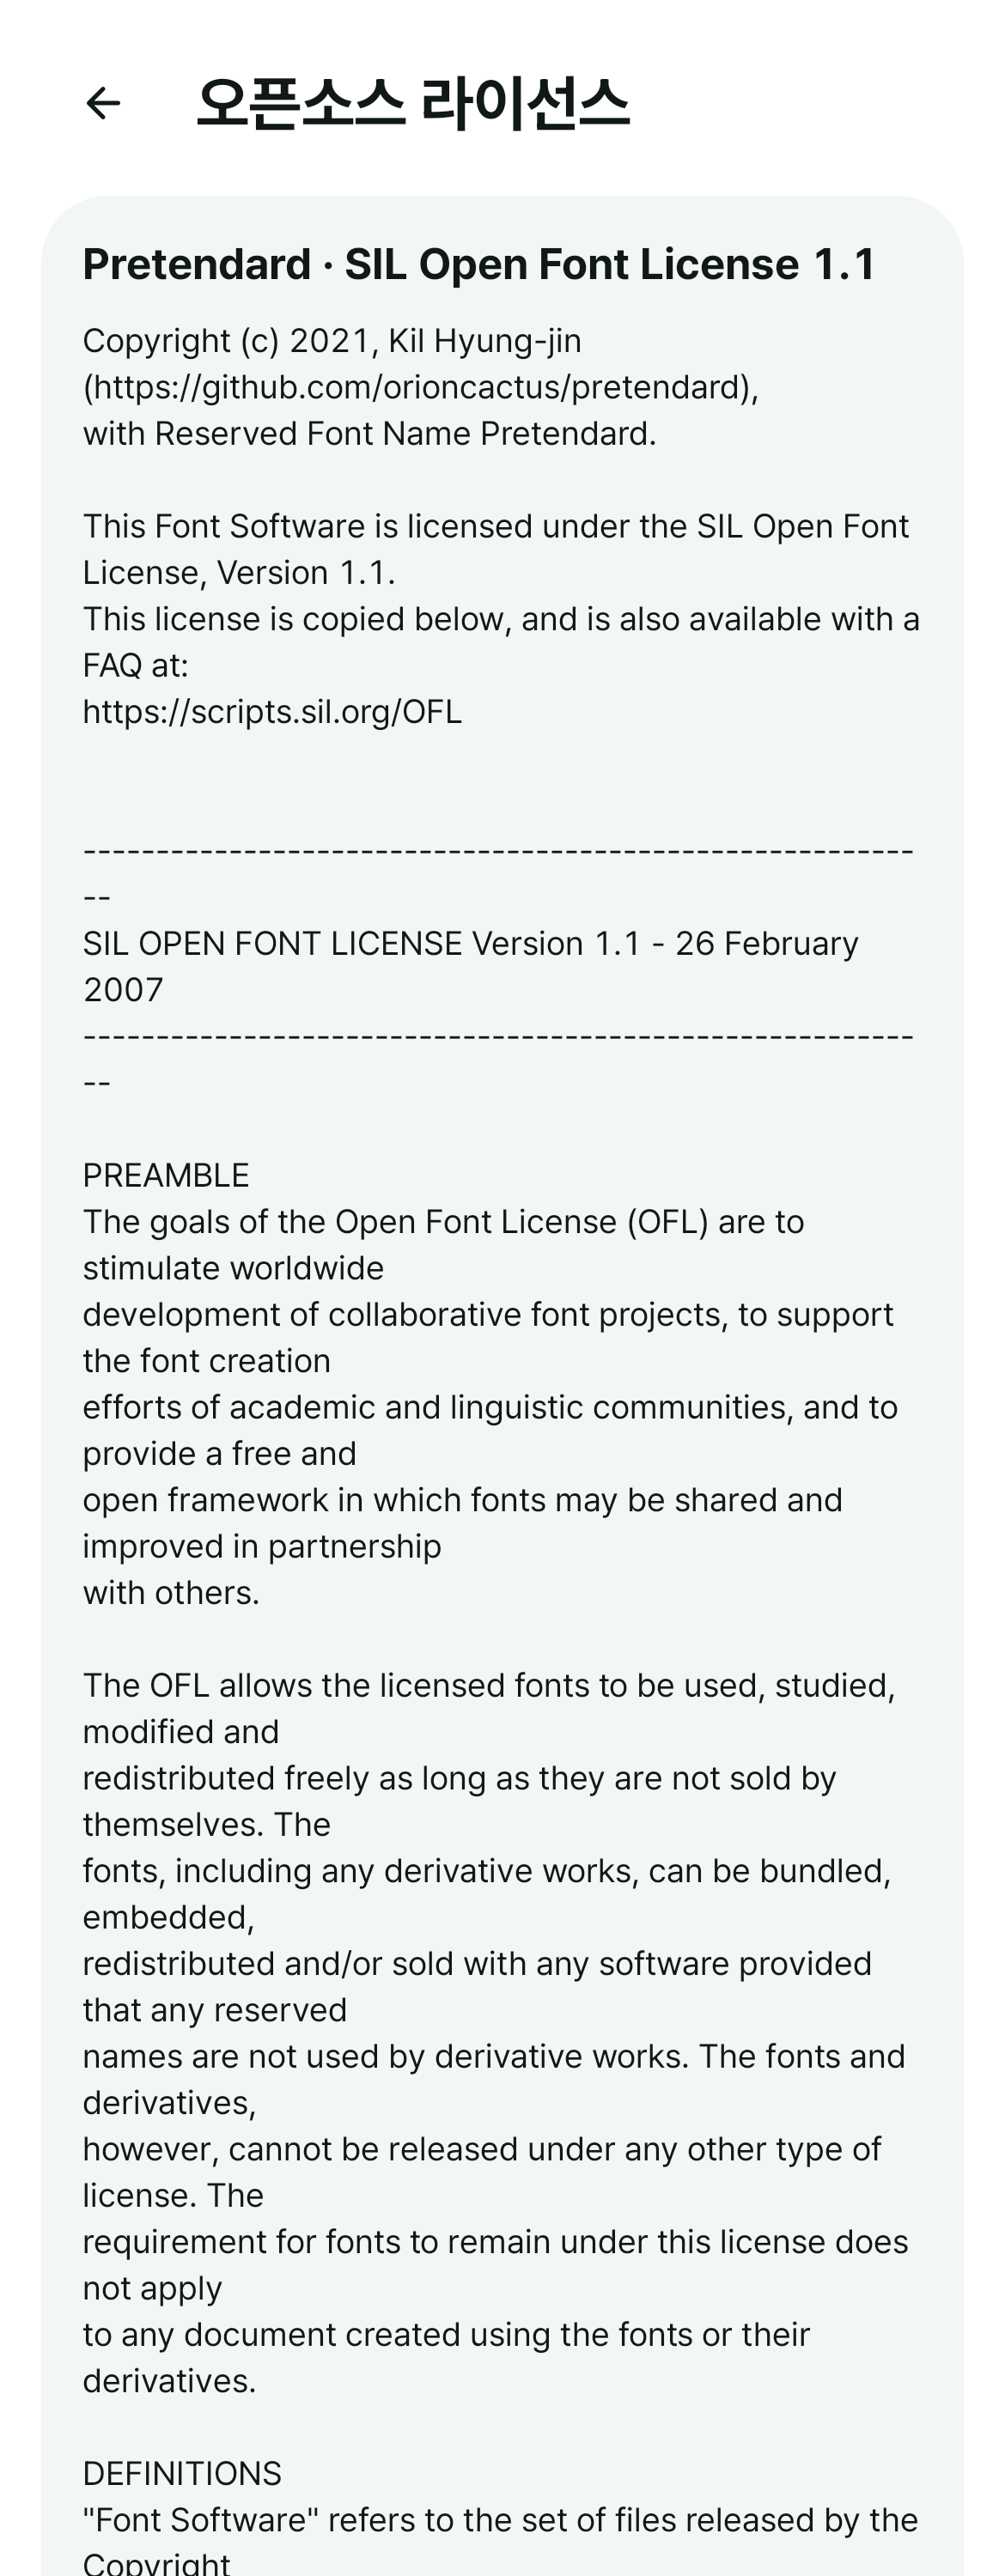 오픈소스 라이선스
Pretendard · SIL Open Font License 1.1
Copyright (c) 2021, Kil Hyung-jin
(https://github.com/orioncactus/pretendard),
with Reserved Font Name Pretendard.
This Font Software is licensed under the SIL Open Font
License, Version 1.1.
This license is copied below, and is also available with a
FAQ at:
https://scripts.sil.org/OFL
---------------------------------------------------------
--
SIL OPEN FONT LICENSE Version 1.1 - 26 February
2007
---------------------------------------------------------
--
PREAMBLE
The goals of the Open Font License (OFL) are to
stimulate worldwide
development of collaborative font projects, to support
the font creation
efforts of academic and linguistic communities, and to
provide a free and
open framework in which fonts may be shared and
improved in partnership
with others.
The OFL allows the licensed fonts to be used, studied,
modified and
redistributed freely as long as they are not sold by
themselves. The
fonts, including any derivative works, can be bundled,
embedded,
redistributed and/or sold with any software provided
that any reserved
names are not used by derivative works. The fonts and
derivatives,
however, cannot be released under any other type of
license. The
requirement for fonts to remain under this license does
not apply
to any document created using the fonts or their
derivatives.
DEFINITIONS
"Font Software" refers to the set of files released by the
Copyright